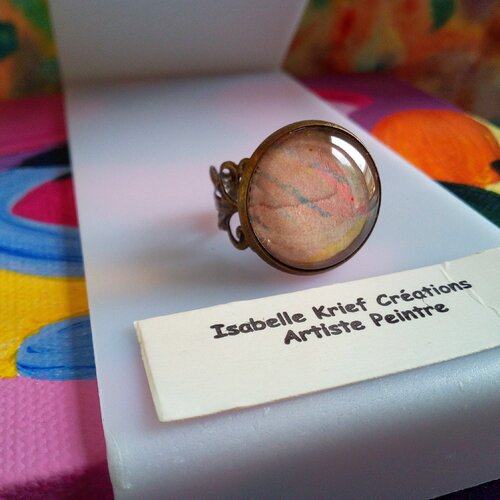 Isabelle Krief Créations
Artiste Peintre